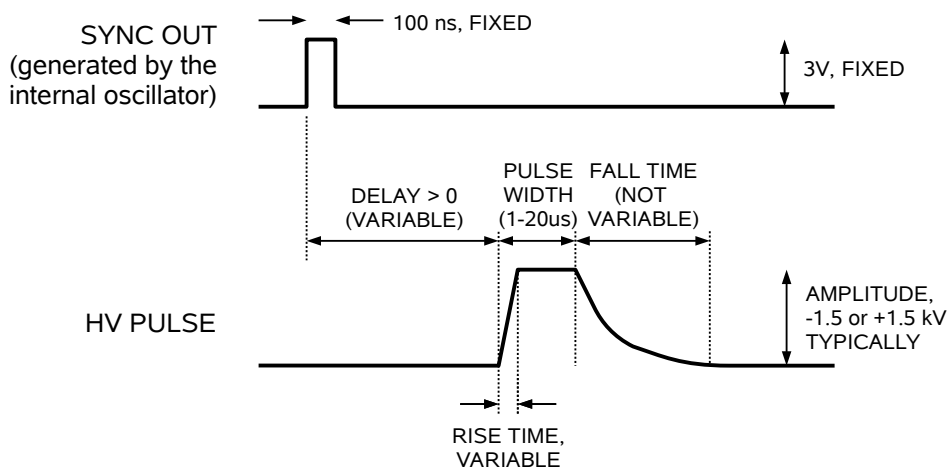 SYNC OUT
(generated by the
internal oscillator)
100 ns, FIXED
3V, FIXED
DELAY > 0
(VARIABLE)
PULSE
WIDTH
(1-20us)
FALL TIME
(NOT
VARIABLE)
HV PULSE
AMPLITUDE,
-1.5 or +1.5 kV
TYPICALLY
RISE TIME,
VARIABLE